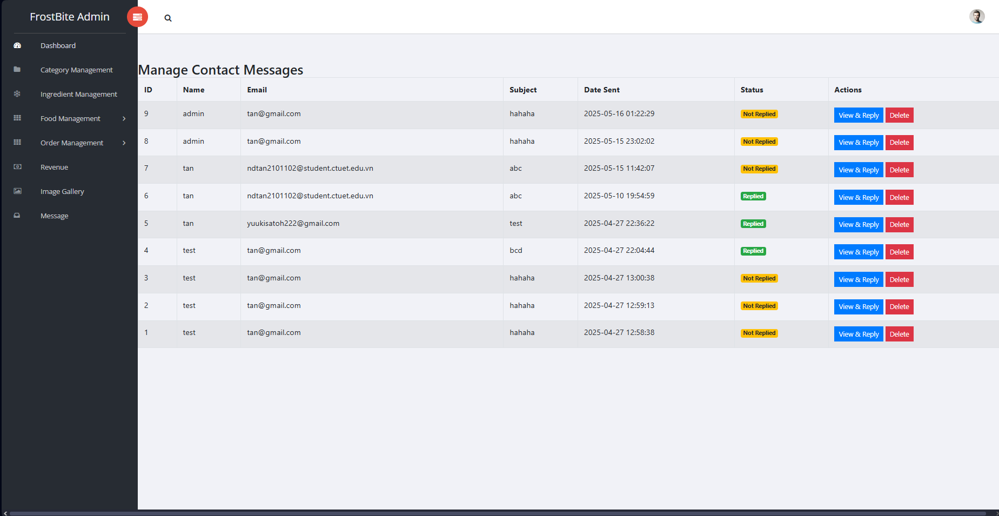 FrostBite Admin
Dashboard
Category Management
Ingredient Management
Food Management
Order Management
Revenue
Image Gallery
Message
Manage Contact Messages
ID Name Email Subject Date Sent Status Actions
9 admin tan@gmail.com hahaha 2025-05-16 01:22:29 Not Replied View & Reply Delete
8 admin tan@gmail.com hahaha 2025-05-15 23:02:02 Not Replied View & Reply Delete
7 tan ndtan2101102@student.ctuet.edu.vn abc 2025-05-15 11:42:07 Not Replied View & Reply Delete
6 tan ndtan2101102@student.ctuet.edu.vn abc 2025-05-10 19:54:59 Replied View & Reply Delete
5 tan yuukisatoh222@gmail.com test 2025-04-27 22:36:22 Replied View & Reply Delete
4 test tan@gmail.com bcd 2025-04-27 22:04:44 Replied View & Reply Delete
3 test tan@gmail.com hahaha 2025-04-27 13:00:38 Not Replied View & Reply Delete
2 test tan@gmail.com hahaha 2025-04-27 12:59:13 Not Replied View & Reply Delete
1 test tan@gmail.com hahaha 2025-04-27 12:58:38 Not Replied View & Reply Delete